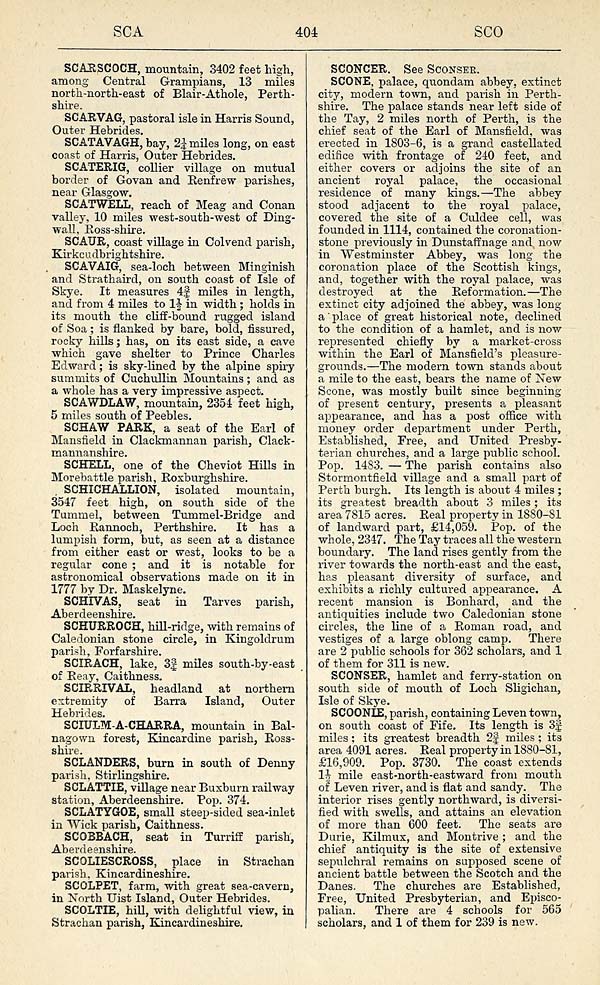 SCA 404 SCO
SCARSCOCH, mountain, 3402 feet high,
among Central Grampians, 13 miles
north-north-east of Blair-Athole, Perth-
shire.
SCARVAG, pastoral isle in Harris Sound,
Outer Hebrides.
SCATAVAGH, bay, 2¼ miles long, on east
coast of Harris, Outer Hebrides.
SCATERIG, collier village on mutual
border of Govan and Renfrew parishes,
near Glasgow.
SCATWELL, reach of Meag and Conan
valley, 10 miles west-south-west of Ding-
wall, Ross-shire.
SCAUR, coast village in Colvend parish,
Kirkcudbrightshire.
SCAVAIG, sea-loch between Minginish
and Strathaird, on south coast of Isle of
Skye. It measures 4¾ miles in length,
and from 4 miles to 1½ in width; holds in
its mouth the cliff-bound rugged island
of Soa; is flanked by bare, bold, fissured,
rocky hills; has, on its east side, a cave
which gave shelter to Prince Charles
Edward; is sky-lined by the alpine spiry
summits of Cuchullin Mountains; and as
a whole has a very impressive aspect.
SCAWDLAW, mountain, 2354 feet high,
5 miles south of Peebles.
SCHAW PARK, a seat of the Earl of
Mansfield in Clackmannan parish, Clack-
mannanshire.
SCHELL, one of the Cheviot Hills in
Morebattle parish, Roxburghshire.
SCHICHALLION, isolated mountain,
3547 feet high, on south side of the
Tummel, between Tummel-Bridge and
Loch Rannoch, Perthshire. It has a
lumpish form, but, as seen at a distance
from either east or west, looks to be a
regular cone; and it is notable for
astronomical observations made on it in
1777 by Dr. Maskelyne.
SCHIVAS, seat in Tarves parish,
Aberdeenshire.
SCHURROCH, hill-ridge, with remains of
Caledonian stone circle, in Kingoldrum
parish, Forfarshire.
SCIRACH, lake, 3¾ miles south-by-east
of Reay, Caithness.
SCIRRIVAL, headland at northern
extremity of Barra Island, Outer
Hebrides.
SCIULM-A-CHARRA, mountain in Bal-
nagown forest, Kincardine parish, Ross-
shire.
SCLANDERS, burn in south of Denny
parish, Stirlingshire.
SCLATTIE, village near Buxburn railway
station, Aberdeenshire. Pop. 374.
SCLATYGOE, small steep-sided sea-inlet
in Wick parish, Caithness.
SCOBBACH, seat in Turriff parish,
Aberdeenshire.
SCOLIESCROSS, place in Strachan
parish, Kincardineshire.
SCOLPET, farm, with great sea-cavern,
in North Uist Island, Outer Hebrides.
SCOLTIE, hill, with delightful view, in
Strachan parish, Kincardineshire.
SCONCER. See SCONSER.
SCONE, palace, quondam abbey, extinct
city, modern town, and parish in Perth-
shire. The palace stands near left side of
the Tay, 2 miles north of Perth, is the
chief seat of the Earl of Mansfield, was
erected in 1803-6, is a grand castellated
edifice with frontage of 240 feet, and
either covers or adjoins the site of an
ancient royal palace, the occasional
residence of many kings.—The abbey
stood adjacent to the royal palace,
covered the site of a Culdee cell, was
founded in 1114, contained the coronation-
stone previously in Dunstaffnage and now
in Westminster Abbey, was long the
coronation place of the Scottish kings,
and, together with the royal palace, was
destroyed at the Reformation.—The
extinct city adjoined the abbey, was long
a place of great historical note, declined
to the condition of a hamlet, and is now
represented chiefly by a market-cross
within the Earl of Mansfield's pleasure-
grounds.—The modern town stands about
a mile to the east, bears the name of New
Scone, was mostly built since beginning
of present century, presents a pleasant
appearance, and has a post office with
money order department under Perth,
Established, Free, and United Presby-
terian churches, and a large public school.
Pop. 1483. — The parish contains also
Stormontfield village and a small part of
Perth burgh. Its length is about 4 miles;
its greatest breadth about 3 miles; its
area 7815 acres. Real property in 1880-81
of landward part, £14,059. Pop. of the
whole, 2347. The Tay traces all the western
boundary. The land rises gently from the
river towards the north-east and the east,
has pleasant diversity of surface, and
exhibits a richly cultured appearance. A
recent mansion is Bonhard, and the
antiquities include two Caledonian stone
circles, the line of a Roman road, and
vestiges of a large oblong camp. There
are 2 public schools for 362 scholars, and 1
of them for 311 is new.
SCONSER, hamlet and ferry-station on
south side of mouth of Loch Sligichan,
Isle of Skye.
SCOONIE, parish, containing Leven town,
on south coast of Fife. Its length is 3¾
miles; its greatest breadth 2¾ miles; its
area 4091 acres. Real property in 1880-81,
£16,909. Pop. 3730. The coast extends
1½ mile east-north-eastward from mouth
of Leven river, and is flat and sandy. The
interior rises gently northward, is diversi-
fied with swells, and attains an elevation
of more than 600 feet. The seats are
Durie, Kilmux, and Montrive; and the
chief antiquity is the site of extensive
sepulchral remains on supposed scene of
ancient battle between the Scotch and the
Danes. The churches are Established,
Free, United Presbyterian, and Episco-
palian. There are 4 schools for 565
scholars, and 1 of them for 239 is new.